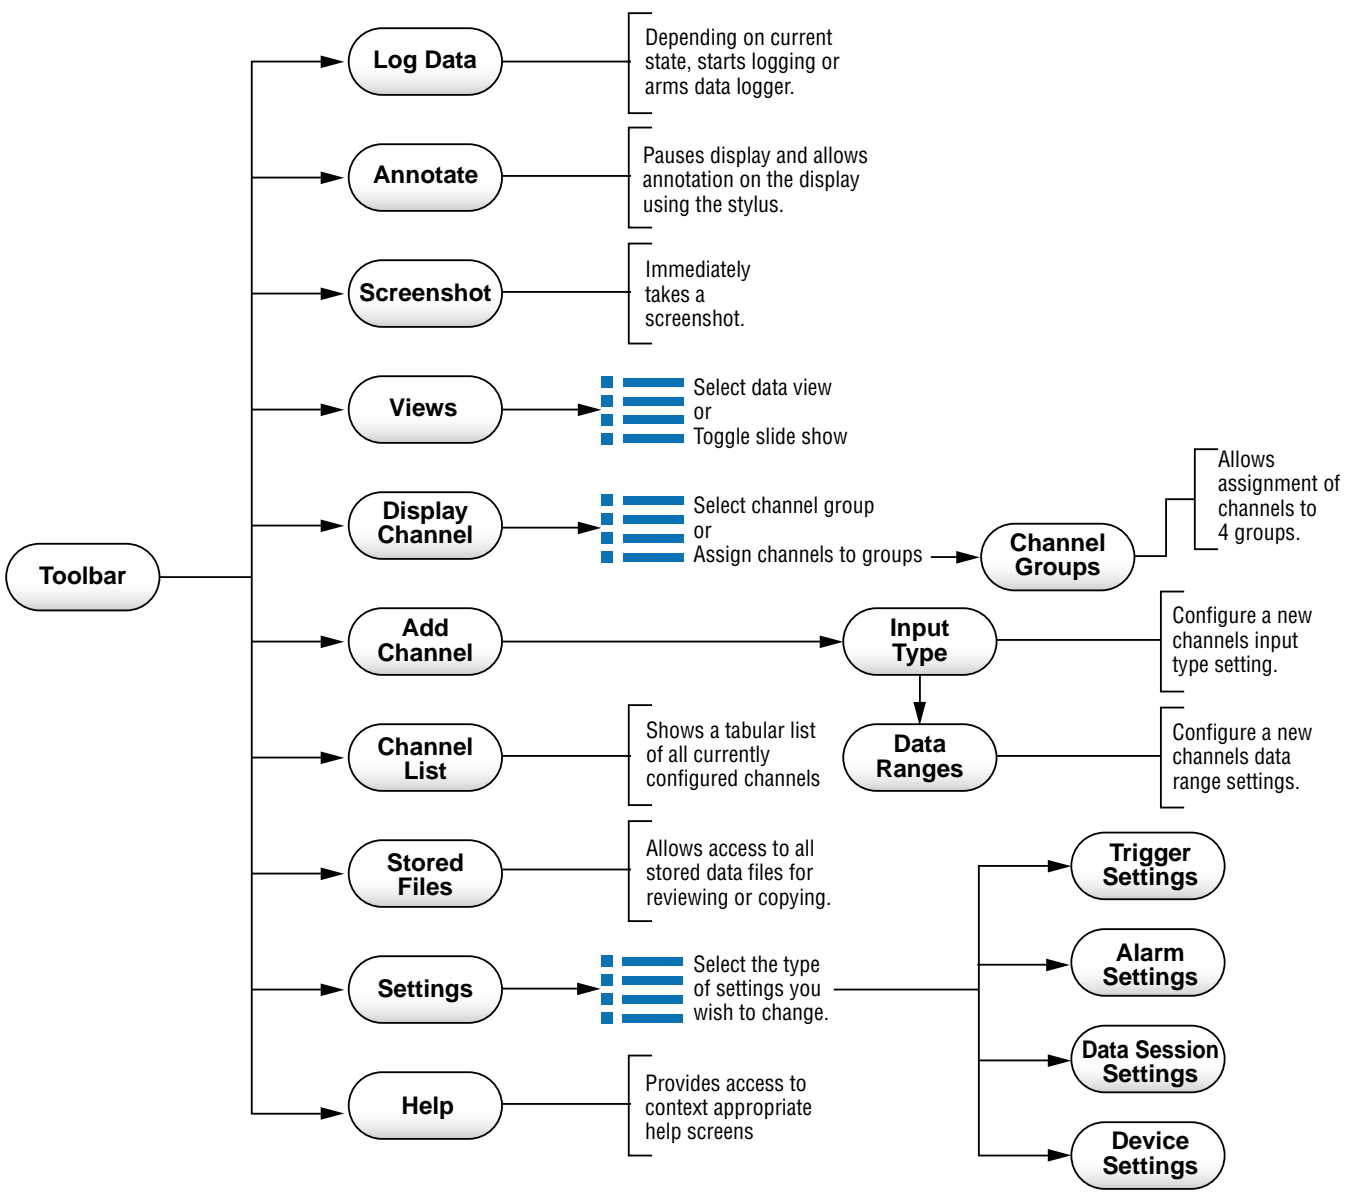 Toolbar
Log Data
Depending on current
state, starts logging or
arms data logger.
Annotate
Pauses display and allows
annotation on the display
using the stylus.
Screenshot
Immediately
takes a
screenshot.
Views
Select data view
or
Toggle slide show
Display
Channel
Select channel group
or
Assign channels to groups
Channel
Groups
Allows
assignment of
channels to
4 groups.
Add
Channel
Input
Type
Configure a new
channels input
type setting.
Data
Ranges
Configure a new
channels data
range settings.
Channel
List
Shows a tabular list
of all currently
configured channels
Stored
Files
Allows access to all
stored data files for
reviewing or copying.
Settings
Select the type
of settings you
wish to change.
Trigger
Settings
Alarm
Settings
Data Session
Settings
Device
Settings
Help
Provides access to
context appropriate
help screens